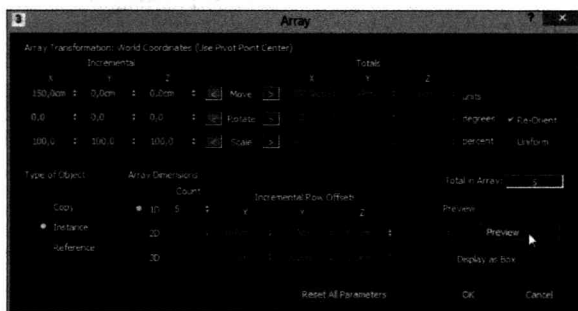 3 Array ? ×
Array Transformation: World Coordinates (Use Pivot Point Center)
Incremental Totals
X Y Z X Y Z
150,0cm 0,0cm 0,0cm Move > units
0,0 0,0 0,0 Rotate > degrees Re-Orient
100,0 100,0 100,0 Scale > percent Uniform
Type of Object Array Dimensions Total in Array: 5
Count Incremental Row Offsets
Copy 1D 5 X Y Z Preview
Instance 2D Preview
Reference 3D Display as Box
Reset All Parameters OK Cancel